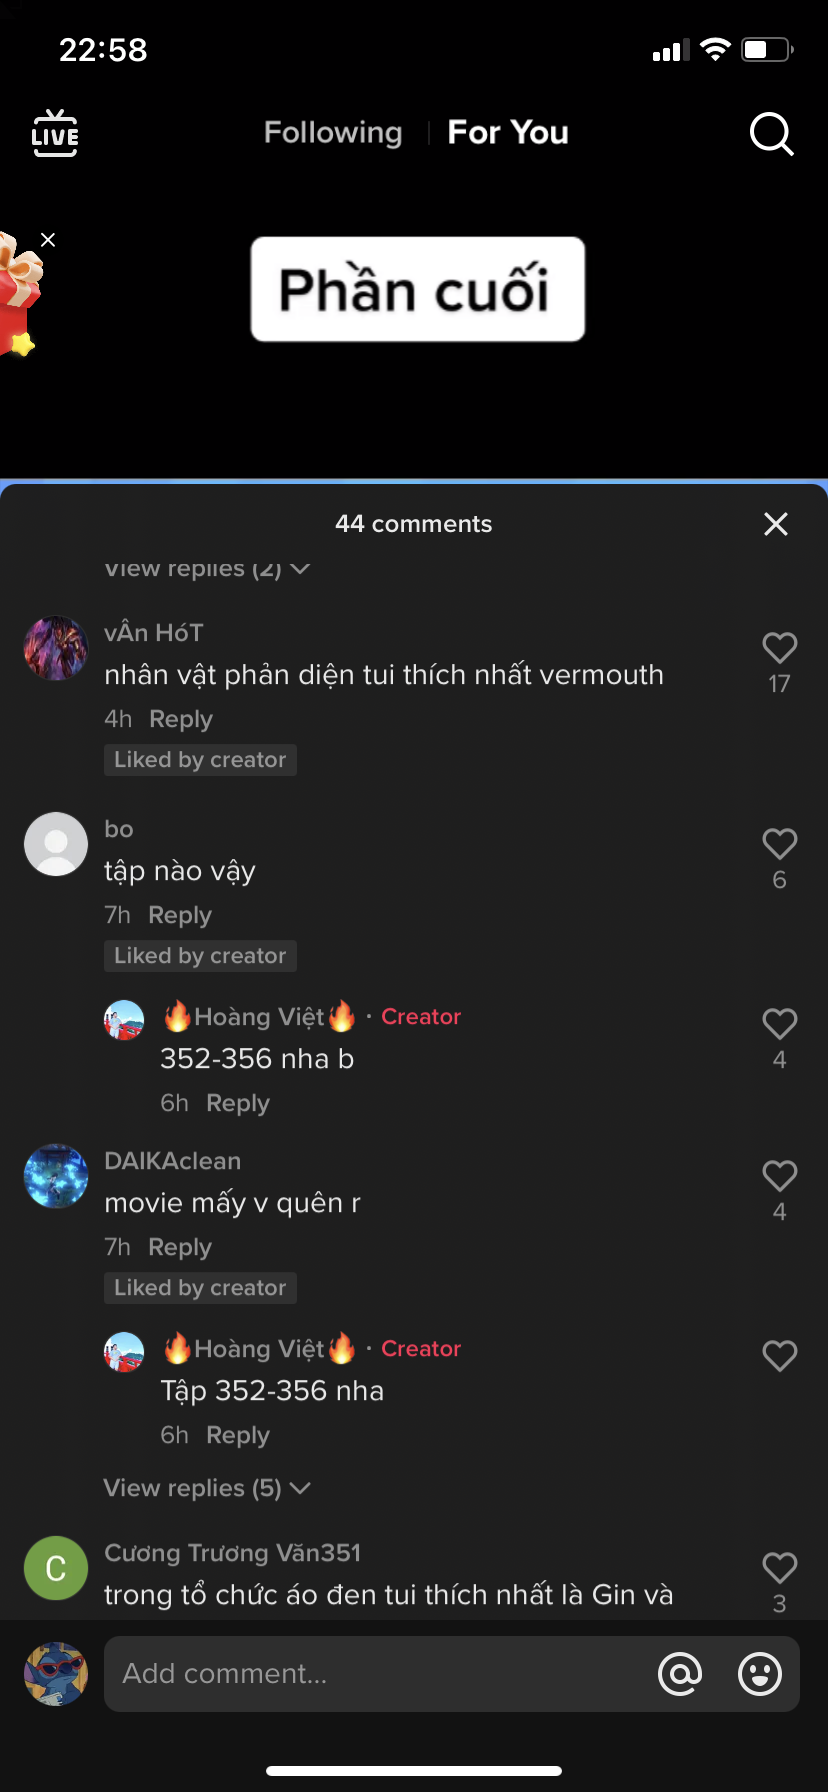 22:58
LIVE
Following
For You
Phần cuối
44 comments
View replies (2)
vÂn HóT
nhân vật phản diện tui thích nhất vermouth
17
4h Reply
Liked by creator
bo
tập nào vậy
6
7h Reply
Liked by creator
🔥Hoàng Việt🔥 · Creator
352-356 nha b
4
6h Reply
DAIKAclean
movie mấy v quên r
4
7h Reply
Liked by creator
🔥Hoàng Việt🔥 · Creator
Tập 352-356 nha
6h Reply
View replies (5)
C
Cương Trương Văn351
trong tổ chức áo đen tui thích nhất là Gin và
3
Add comment...